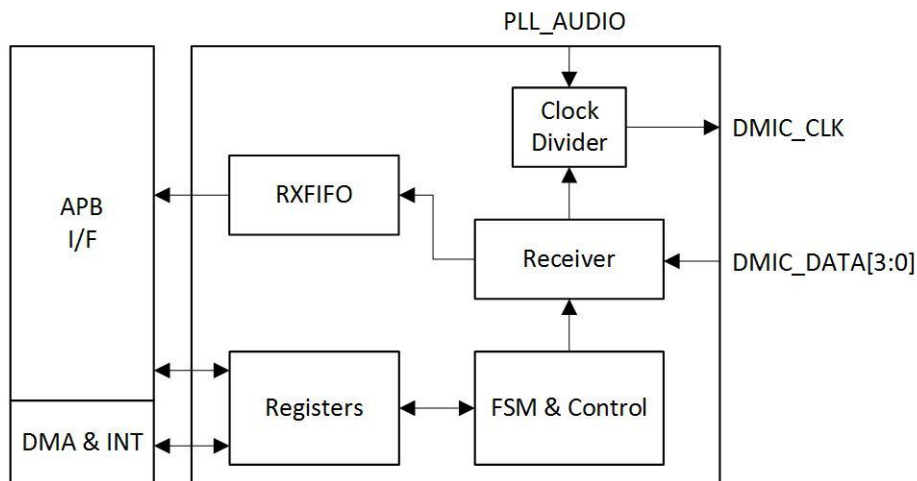 PLL_AUDIO
Clock
Divider
DMIC_CLK
RXFIFO
APB
I/F
Receiver
DMIC_DATA[3:0]
Registers
FSM & Control
DMA & INT